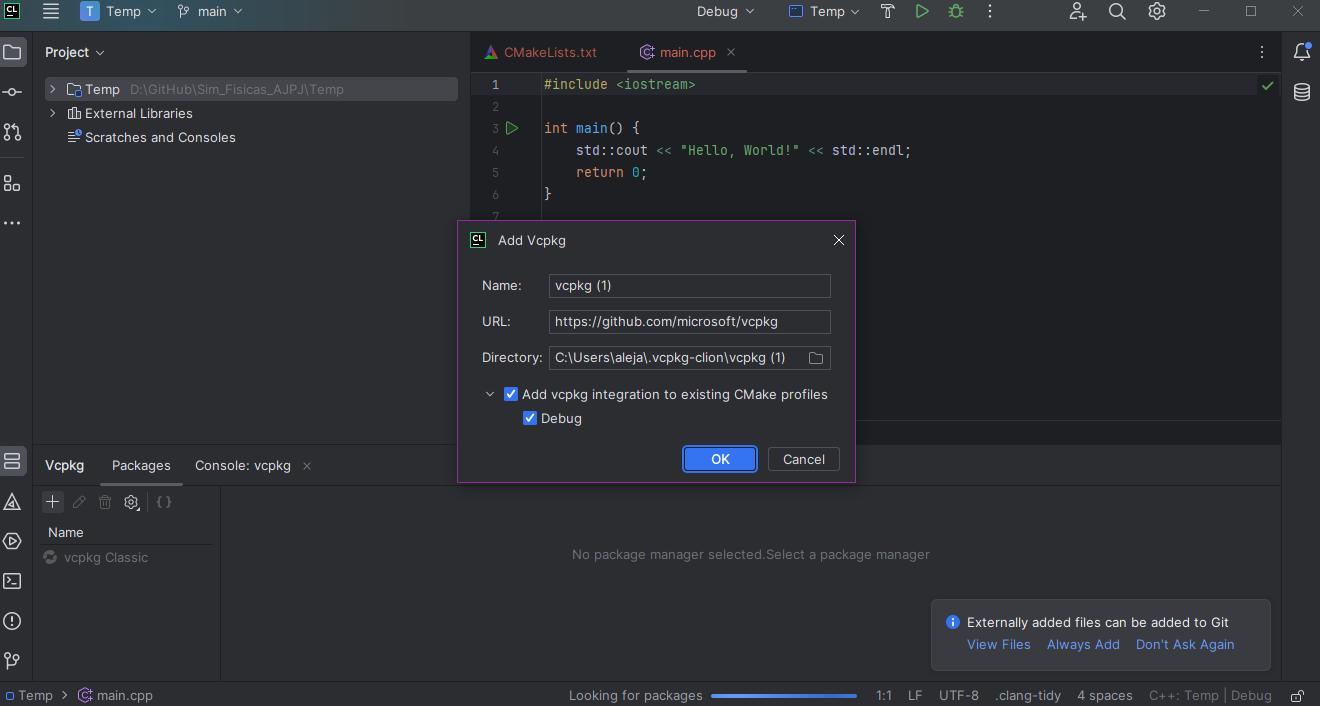 CL
T Temp main Debug Temp
Project
CMakeLists.txt main.cpp
Temp D:\GitHub\Sim_Fisicas_AJPJ\Temp
External Libraries
Scratches and Consoles
1 #include <iostream>
2
3 int main() {
4 std::cout << "Hello, World!" << std::endl;
5 return 0;
6 }
7
CL Add Vcpkg
Name: vcpkg (1)
URL: https://github.com/microsoft/vcpkg
Directory: C:\Users\aleja\.vcpkg-clion\vcpkg (1)
Add vcpkg integration to existing CMake profiles
Debug
OK Cancel
Vcpkg Packages Console: vcpkg
Name
vcpkg Classic
No package manager selected.Select a package manager
Externally added files can be added to Git
View Files Always Add Don't Ask Again
Temp main.cpp Looking for packages 1:1 LF UTF-8 .clang-tidy 4 spaces C++: Temp | Debug